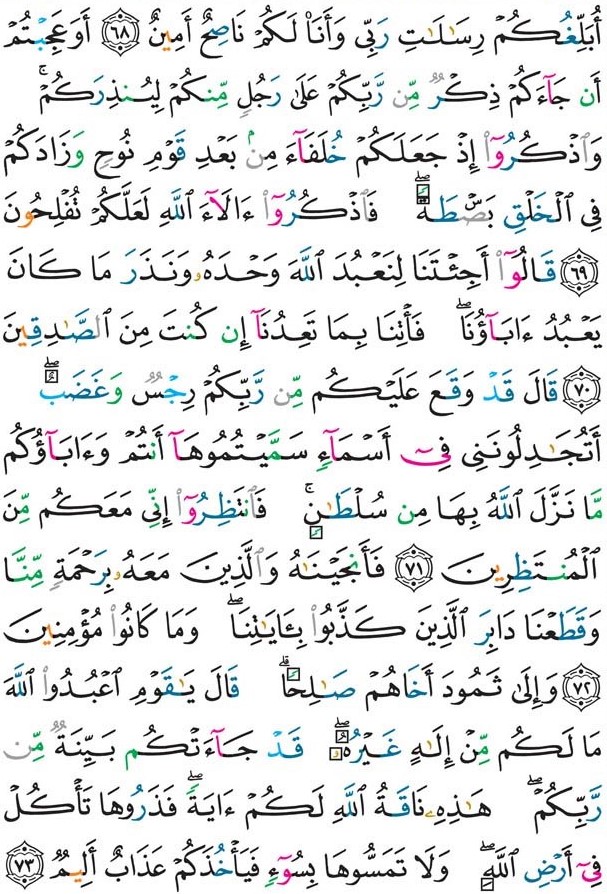 أُبَلِّغُكُمۡ رِسَٰلَٰتِ رَبِّي وَأَنَا۠ لَكُمۡ نَاصِحٌ أَمِينٌ ٦٨ أَوَعَجِبۡتُمۡ
أَن جَآءَكُمۡ ذِكۡرٞ مِّن رَّبِّكُمۡ عَلَىٰ رَجُلٖ مِّنكُمۡ لِيُنذِرَكُمۡۚ
وَٱذۡكُرُوٓاْ إِذۡ جَعَلَكُمۡ خُلَفَآءَ مِنۢ بَعۡدِ قَوۡمِ نُوحٖ وَزَادَكُمۡ
فِي ٱلۡخَلۡقِ بَصۜۡطَةٗۖ فَٱذۡكُرُوٓاْ ءَالَآءَ ٱللَّهِ لَعَلَّكُمۡ تُفۡلِحُونَ
٦٩ قَالُوٓاْ أَجِئۡتَنَا لِنَعۡبُدَ ٱللَّهَ وَحۡدَهُۥ وَنَذَرَ مَا كَانَ
يَعۡبُدُ ءَابَآؤُنَا ۖ فَأۡتِنَا بِمَا تَعِدُنَآ إِن كُنتَ مِنَ ٱلصَّٰدِقِينَ
٧٠ قَالَ قَدۡ وَقَعَ عَلَيۡكُم مِّن رَّبِّكُمۡ رِجۡسٞ وَغَضَبٌۖ
أَتُجَٰدِلُونَنِي فِيٓ أَسۡمَآءٖ سَمَّيۡتُمُوهَآ أَنتُمۡ وَءَابَآؤُكُم
مَّا نَزَّلَ ٱللَّهُ بِهَا مِن سُلۡطَٰنٖۚ فَٱنتَظِرُوٓاْ إِنِّي مَعَكُم مِّنَ
ٱلۡمُنتَظِرِينَ ٧١ فَأَنجَيۡنَٰهُ وَٱلَّذِينَ مَعَهُۥ بِرَحۡمَةٖ مِّنَّا
وَقَطَعۡنَا دَابِرَ ٱلَّذِينَ كَذَّبُواْ بِـَٔايَٰتِنَا ۖ وَمَا كَانُواْ مُؤۡمِنِينَ
٧٢ وَإِلَىٰ ثَمُودَ أَخَاهُمۡ صَٰلِحٗاۚ قَالَ يَٰقَوۡمِ ٱعۡبُدُواْ ٱللَّهَ
مَا لَكُم مِّنۡ إِلَٰهٍ غَيۡرُهُۥۖ قَدۡ جَآءَتۡكُم بَيِّنَةٞ مِّن
رَّبِّكُمۡۖ هَٰذِهِۦ نَاقَةُ ٱللَّهِ لَكُمۡ ءَايَةٗۖ فَذَرُوهَا تَأۡكُلۡ
فِيٓ أَرۡضِ ٱللَّهِۖ وَلَا تَمَسُّوهَا بِسُوٓءٖ فَيَأۡخُذَكُمۡ عَذَابٌ أَلِيمٞ ٧٣